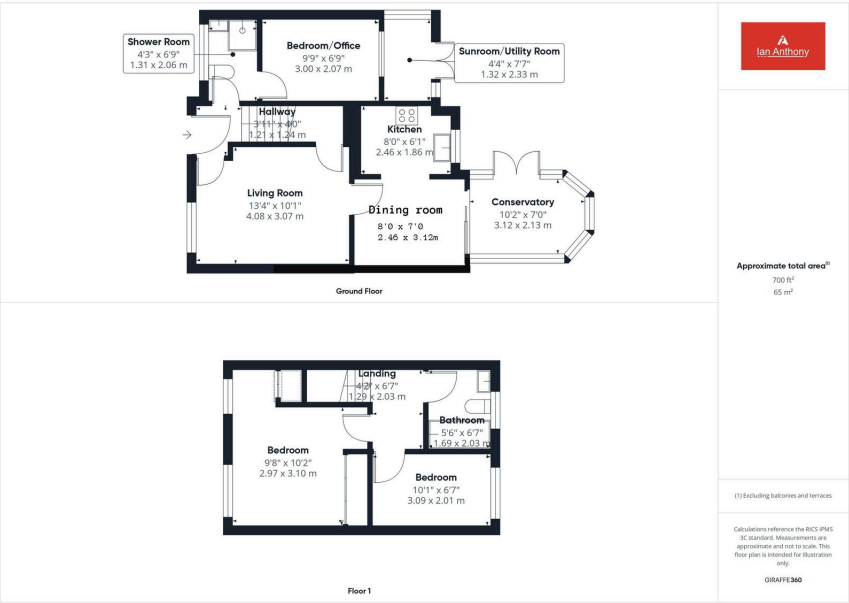 Shower Room
4'3" x 6'9"
1.31 x 2.06 m
Bedroom/Office
9'9" x 6'9"
3.00 x 2.07 m
Sunroom/Utility Room
4'4" x 7'7"
1.32 x 2.33 m
Hallway
3'11" x 4'0"
1.21 x 1.24 m
Kitchen
8'0" x 6'1"
2.46 x 1.86 m
Living Room
13'4" x 10'1"
4.08 x 3.07 m
Dining room
8'0 x 7'0
2.46 x 3.12m
Conservatory
10'2" x 7'0"
3.12 x 2.13 m
Ground Floor
Landing
4'2" x 6'7"
1.29 x 2.03 m
Bathroom
5'6" x 6'7"
1.69 x 2.03 m
Bedroom
9'8" x 10'2"
2.97 x 3.10 m
Bedroom
10'1" x 6'7"
3.09 x 2.01 m
Floor 1
Ian Anthony
Approximate total area(1)
700 ft²
65 m²
(1) Excluding balconies and terraces
Calculations reference the RICS IPMS
3C standard. Measurements are
approximate and not to scale. This
floor plan is intended for illustration
only.
GIRAFFE360